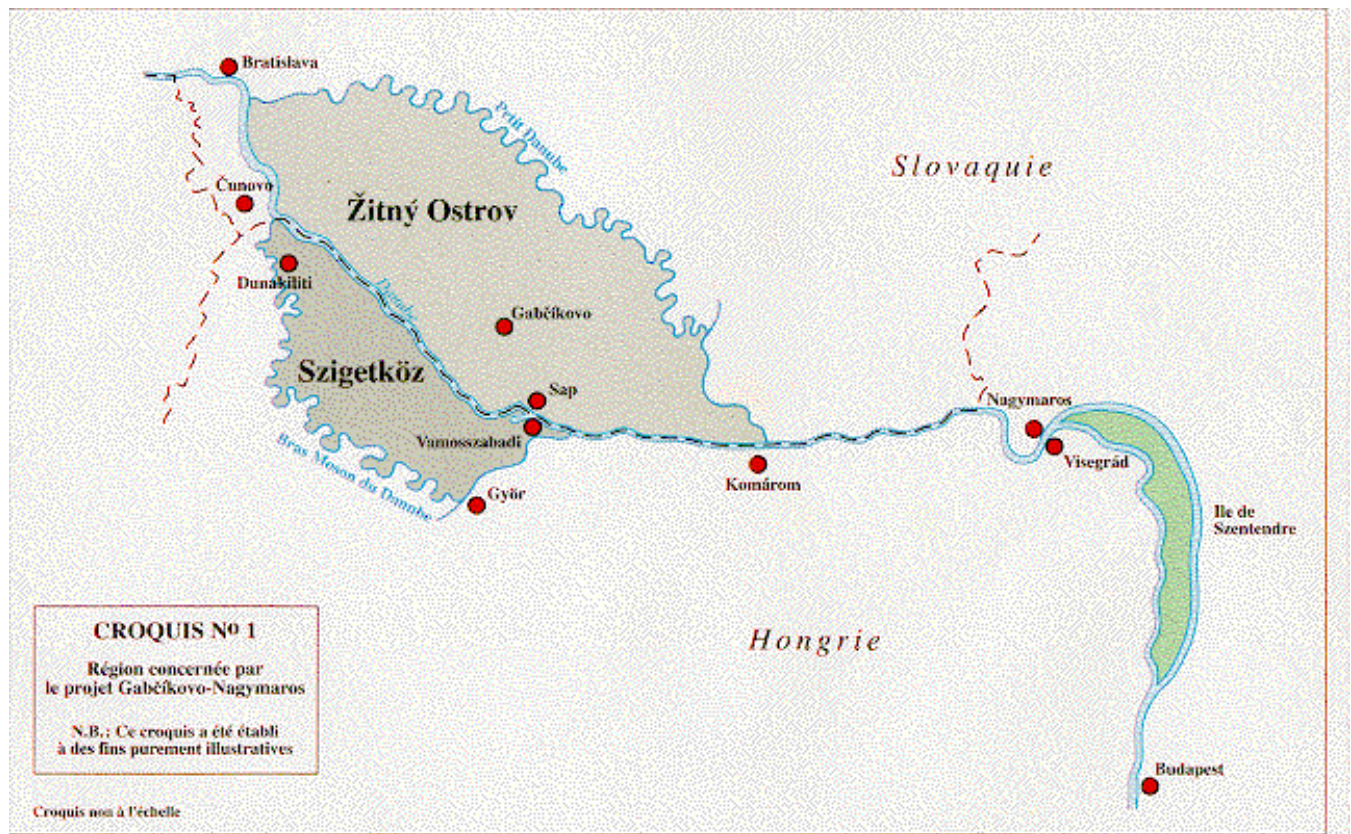 Bratislava
Petit Danube
Slovaquie
Čunovo
Žitný Ostrov
Dunakiliti
Danube
Gabčíkovo
Szigetköz
Sap
Nagymaros
Vamosszabadi
Visegrád
Bras Moson du Danube
Komárom
Györ
Ile de
Szentendre
CROQUIS Nº 1
Région concernée par
le projet Gabčíkovo-Nagymaros
N.B.: Ce croquis a été établi
à des fins purement illustratives
Hongrie
Budapest
Croquis non à l'échelle